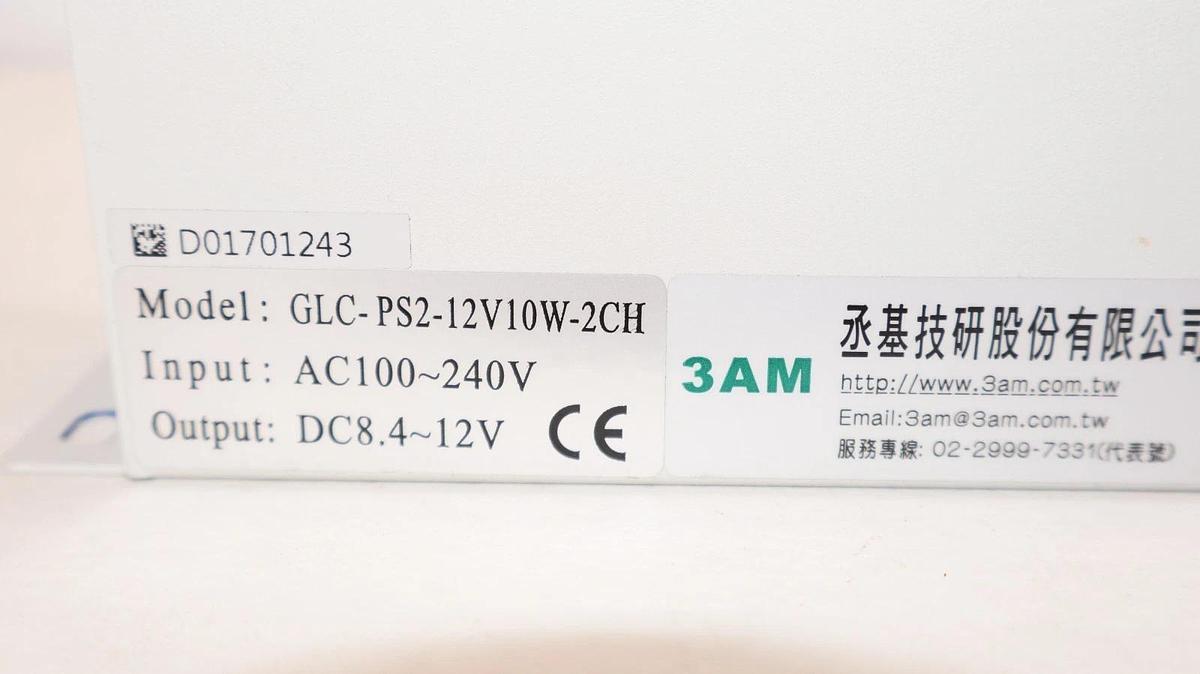 D01701243
Model: GLC-PS2-12V10W-2CH
Input: AC100~240V
Output: DC8.4~12V CE
3AM
丞基技研股份有限公司
http://www.3am.com.tw
Email:3am@3am.com.tw
服務專線: 02-2999-7331(代表號)